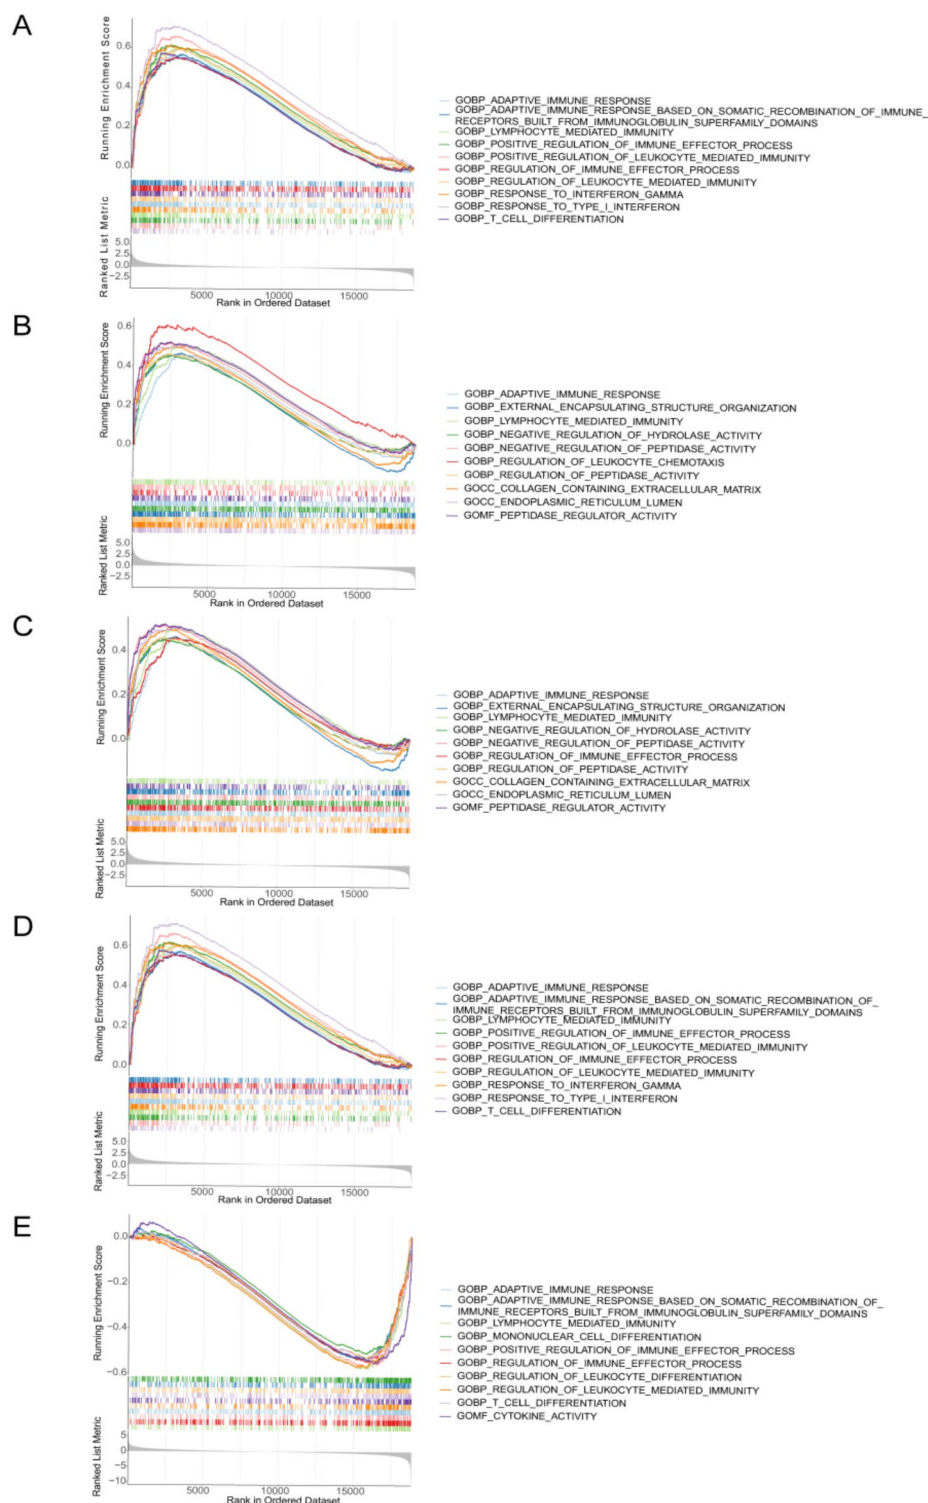 A
Running Enrichment Score
0.6
0.4
0.2
0.0
Ranked List Metric
5.0
2.5
0.0
−2.5
5000
10000
15000
Rank in Ordered Dataset
GOBP_ADAPTIVE_IMMUNE_RESPONSE
GOBP_ADAPTIVE_IMMUNE_RESPONSE_BASED_ON_SOMATIC_RECOMBINATION_OF_IMMUNE_
RECEPTORS_BUILT_FROM_IMMUNOGLOBULIN_SUPERFAMILY_DOMAINS
GOBP_LYMPHOCYTE_MEDIATED_IMMUNITY
GOBP_POSITIVE_REGULATION_OF_IMMUNE_EFFECTOR_PROCESS
GOBP_POSITIVE_REGULATION_OF_LEUKOCYTE_MEDIATED_IMMUNITY
GOBP_REGULATION_OF_IMMUNE_EFFECTOR_PROCESS
GOBP_REGULATION_OF_LEUKOCYTE_MEDIATED_IMMUNITY
GOBP_RESPONSE_TO_INTERFERON_GAMMA
GOBP_RESPONSE_TO_TYPE_I_INTERFERON
GOBP_T_CELL_DIFFERENTIATION
B
Running Enrichment Score
0.6
0.4
0.2
0.0
Ranked List Metric
5.0
2.5
0.0
−2.5
5000
10000
15000
Rank in Ordered Dataset
GOBP_ADAPTIVE_IMMUNE_RESPONSE
GOBP_EXTERNAL_ENCAPSULATING_STRUCTURE_ORGANIZATION
GOBP_LYMPHOCYTE_MEDIATED_IMMUNITY
GOBP_NEGATIVE_REGULATION_OF_HYDROLASE_ACTIVITY
GOBP_NEGATIVE_REGULATION_OF_PEPTIDASE_ACTIVITY
GOBP_REGULATION_OF_LEUKOCYTE_CHEMOTAXIS
GOBP_REGULATION_OF_PEPTIDASE_ACTIVITY
GOCC_COLLAGEN_CONTAINING_EXTRACELLULAR_MATRIX
GOCC_ENDOPLASMIC_RETICULUM_LUMEN
GOMF_PEPTIDASE_REGULATOR_ACTIVITY
C
Running Enrichment Score
0.4
0.2
0.0
Ranked List Metric
5.0
2.5
0.0
−2.5
5000
10000
15000
Rank in Ordered Dataset
GOBP_ADAPTIVE_IMMUNE_RESPONSE
GOBP_EXTERNAL_ENCAPSULATING_STRUCTURE_ORGANIZATION
GOBP_LYMPHOCYTE_MEDIATED_IMMUNITY
GOBP_NEGATIVE_REGULATION_OF_HYDROLASE_ACTIVITY
GOBP_NEGATIVE_REGULATION_OF_PEPTIDASE_ACTIVITY
GOBP_REGULATION_OF_IMMUNE_EFFECTOR_PROCESS
GOBP_REGULATION_OF_PEPTIDASE_ACTIVITY
GOCC_COLLAGEN_CONTAINING_EXTRACELLULAR_MATRIX
GOCC_ENDOPLASMIC_RETICULUM_LUMEN
GOMF_PEPTIDASE_REGULATOR_ACTIVITY
D
Running Enrichment Score
0.6
0.4
0.2
0.0
Ranked List Metric
5.0
2.5
0.0
−2.5
5000
10000
15000
Rank in Ordered Dataset
GOBP_ADAPTIVE_IMMUNE_RESPONSE
GOBP_ADAPTIVE_IMMUNE_RESPONSE_BASED_ON_SOMATIC_RECOMBINATION_OF_
IMMUNE_RECEPTORS_BUILT_FROM_IMMUNOGLOBULIN_SUPERFAMILY_DOMAINS
GOBP_LYMPHOCYTE_MEDIATED_IMMUNITY
GOBP_POSITIVE_REGULATION_OF_IMMUNE_EFFECTOR_PROCESS
GOBP_POSITIVE_REGULATION_OF_LEUKOCYTE_MEDIATED_IMMUNITY
GOBP_REGULATION_OF_IMMUNE_EFFECTOR_PROCESS
GOBP_REGULATION_OF_LEUKOCYTE_MEDIATED_IMMUNITY
GOBP_RESPONSE_TO_INTERFERON_GAMMA
GOBP_RESPONSE_TO_TYPE_I_INTERFERON
GOBP_T_CELL_DIFFERENTIATION
E
Running Enrichment Score
0.0
−0.2
−0.4
−0.6
Ranked List Metric
5
0
−5
−10
5000
10000
15000
Rank in Ordered Dataset
GOBP_ADAPTIVE_IMMUNE_RESPONSE
GOBP_ADAPTIVE_IMMUNE_RESPONSE_BASED_ON_SOMATIC_RECOMBINATION_OF_
IMMUNE_RECEPTORS_BUILT_FROM_IMMUNOGLOBULIN_SUPERFAMILY_DOMAINS
GOBP_LYMPHOCYTE_MEDIATED_IMMUNITY
GOBP_MONONUCLEAR_CELL_DIFFERENTIATION
GOBP_POSITIVE_REGULATION_OF_IMMUNE_EFFECTOR_PROCESS
GOBP_REGULATION_OF_IMMUNE_EFFECTOR_PROCESS
GOBP_REGULATION_OF_LEUKOCYTE_DIFFERENTIATION
GOBP_REGULATION_OF_LEUKOCYTE_MEDIATED_IMMUNITY
GOBP_T_CELL_DIFFERENTIATION
GOMF_CYTOKINE_ACTIVITY